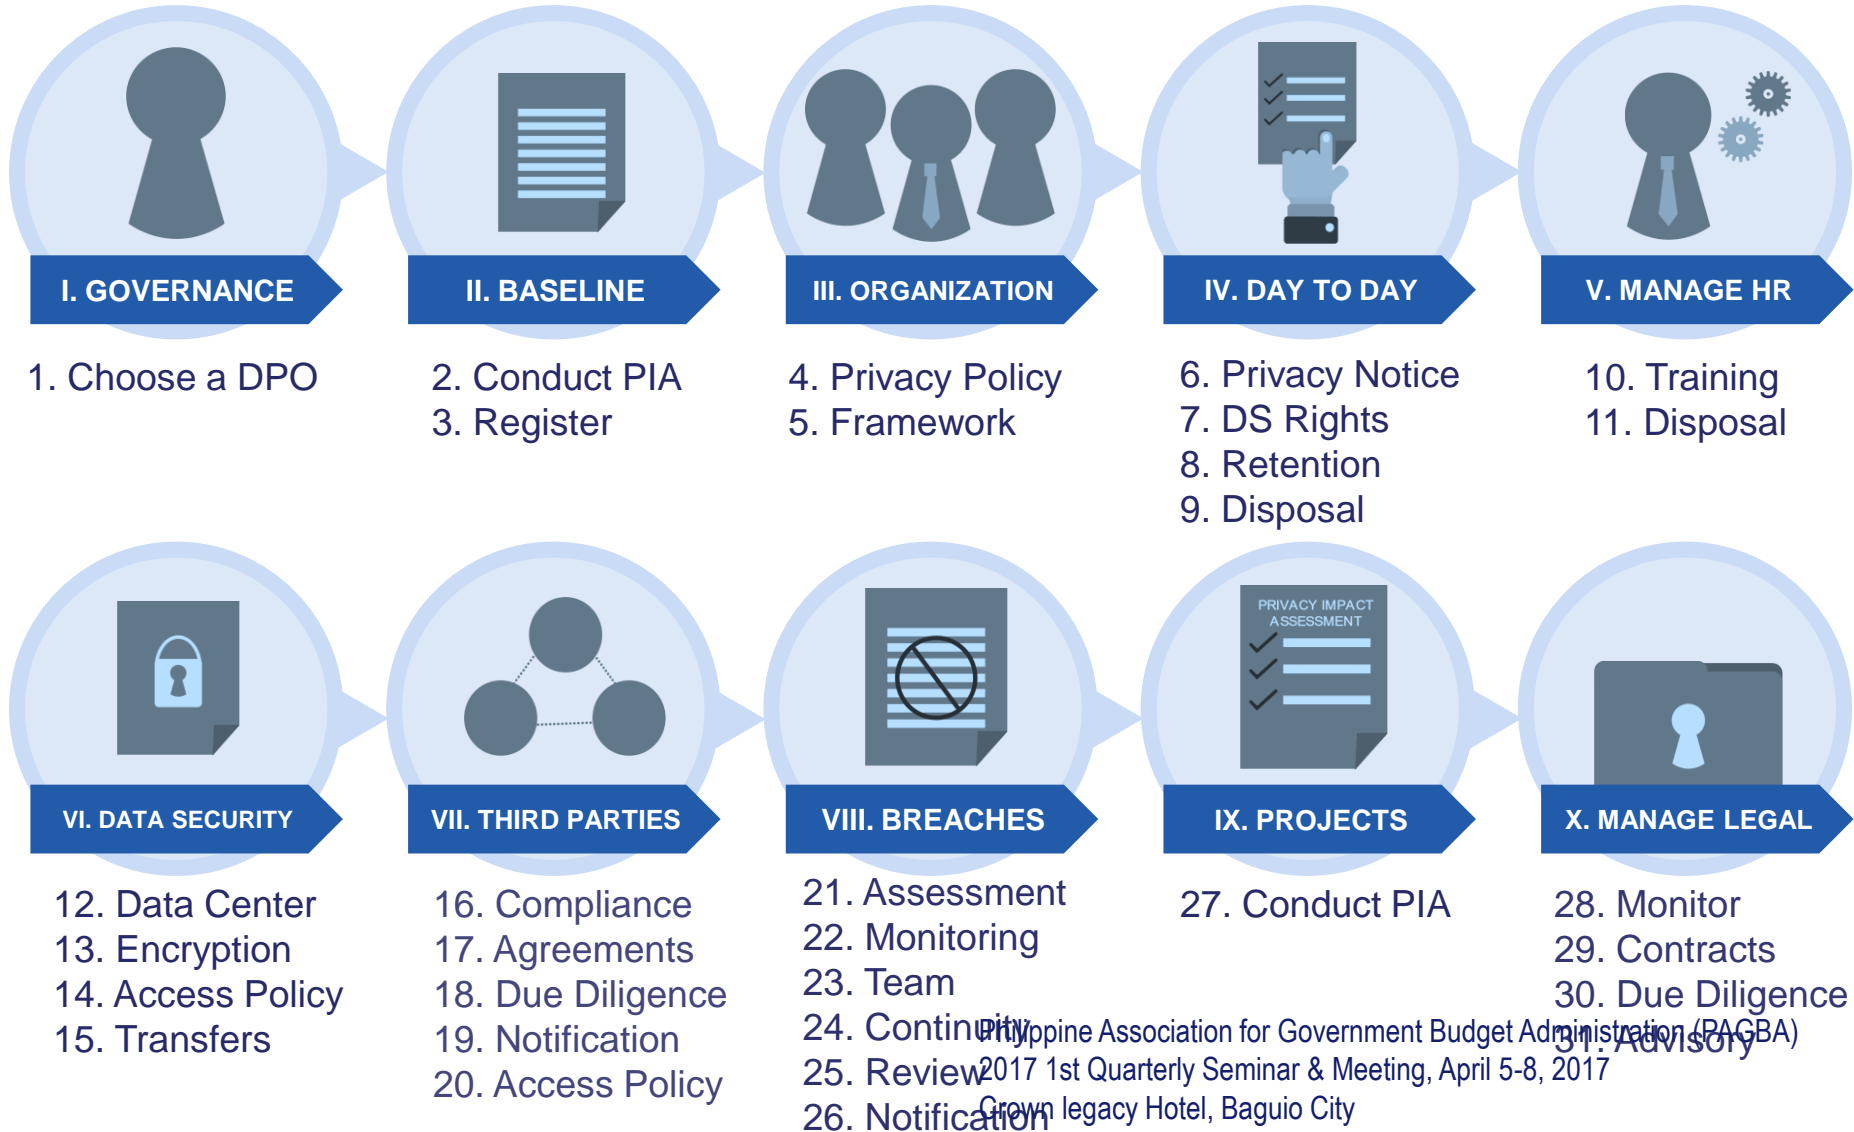 I. GOVERNANCE
1. Choose a DPO
II. BASELINE
2. Conduct PIA
3. Register
III. ORGANIZATION
4. Privacy Policy
5. Framework
IV. DAY TO DAY
6. Privacy Notice
7. DS Rights
8. Retention
9. Disposal
V. MANAGE HR
10. Training
11. Disposal
VI. DATA SECURITY
12. Data Center
13. Encryption
14. Access Policy
15. Transfers
VII. THIRD PARTIES
16. Compliance
17. Agreements
18. Due Diligence
19. Notification
20. Access Policy
VIII. BREACHES
21. Assessment
22. Monitoring
23. Team
24. Continuity
25. Review
26. Notification
PRIVACY IMPACT
ASSESSMENT
IX. PROJECTS
27. Conduct PIA
X. MANAGE LEGAL
28. Monitor
29. Contracts
30. Due Diligence
31. Advisory
Philippine Association for Government Budget Administration (PAGBA)
2017 1st Quarterly Seminar & Meeting, April 5-8, 2017
Crown legacy Hotel, Baguio City